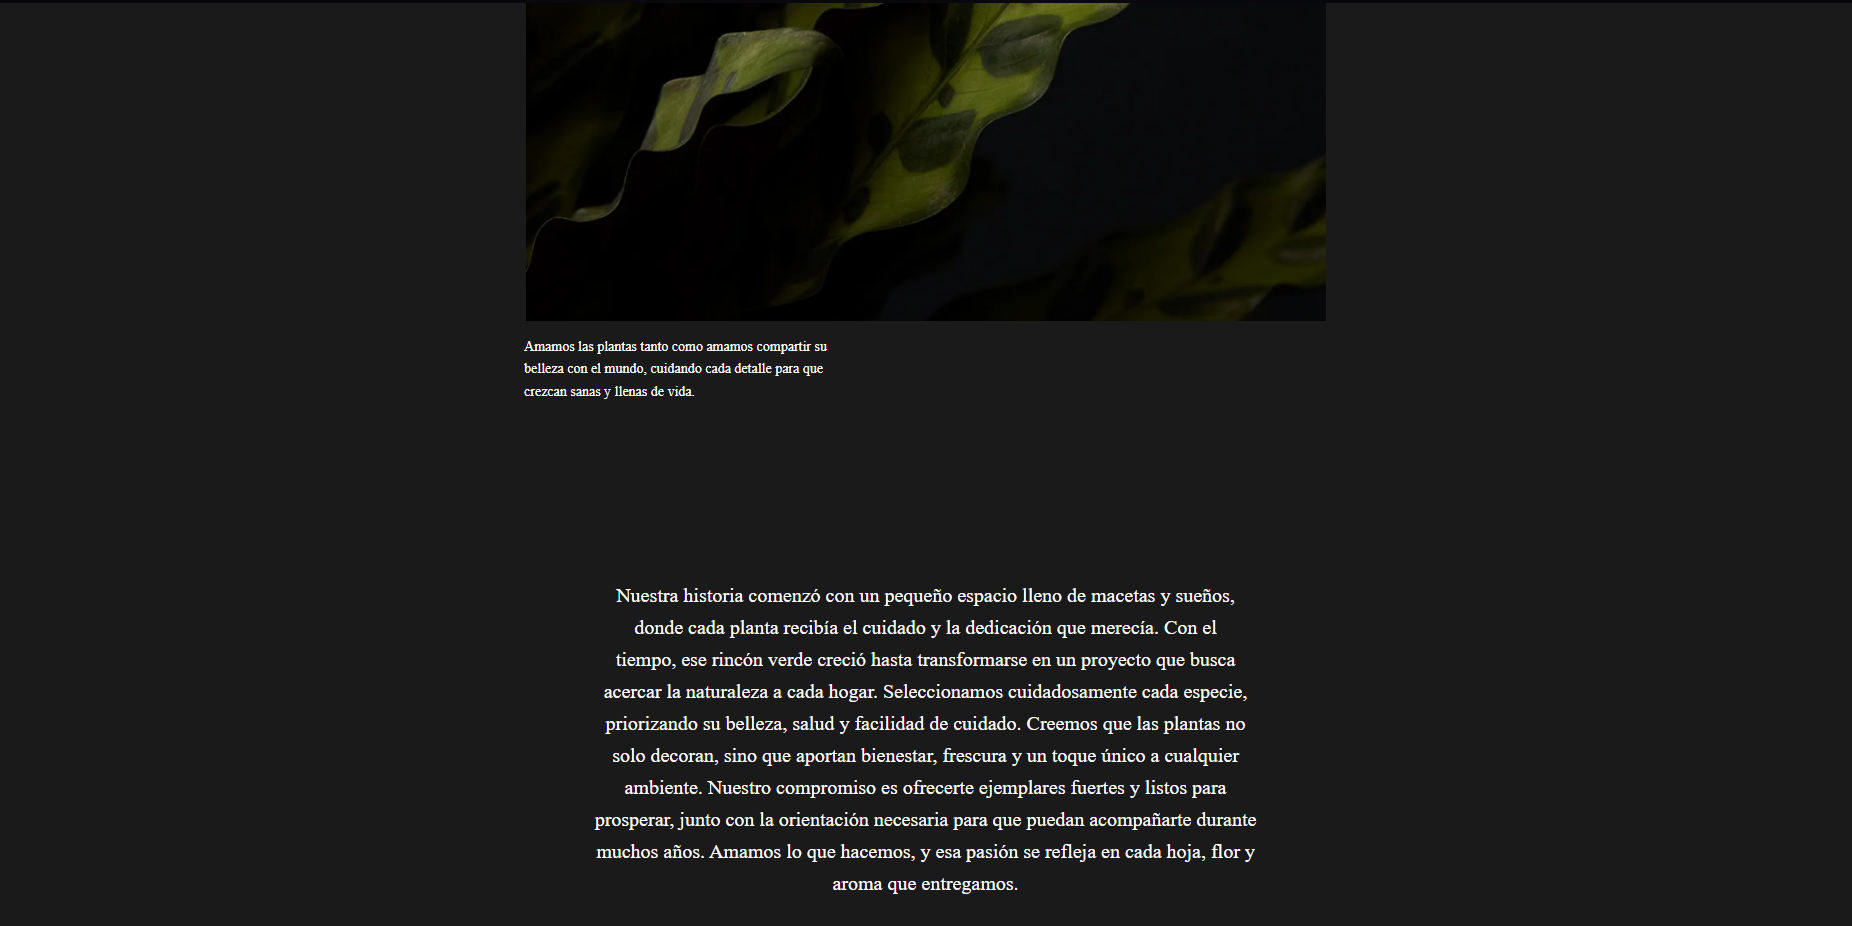 Amamos las plantas tanto como amamos compartir su
belleza con el mundo, cuidando cada detalle para que
crezcan sanas y llenas de vida.
Nuestra historia comenzó con un pequeño espacio lleno de macetas y sueños,
donde cada planta recibía el cuidado y la dedicación que merecía. Con el
tiempo, ese rincón verde creció hasta transformarse en un proyecto que busca
acercar la naturaleza a cada hogar. Seleccionamos cuidadosamente cada especie,
priorizando su belleza, salud y facilidad de cuidado. Creemos que las plantas no
solo decoran, sino que aportan bienestar, frescura y un toque único a cualquier
ambiente. Nuestro compromiso es ofrecerte ejemplares fuertes y listos para
prosperar, junto con la orientación necesaria para que puedan acompañarte durante
muchos años. Amamos lo que hacemos, y esa pasión se refleja en cada hoja, flor y
aroma que entregamos.